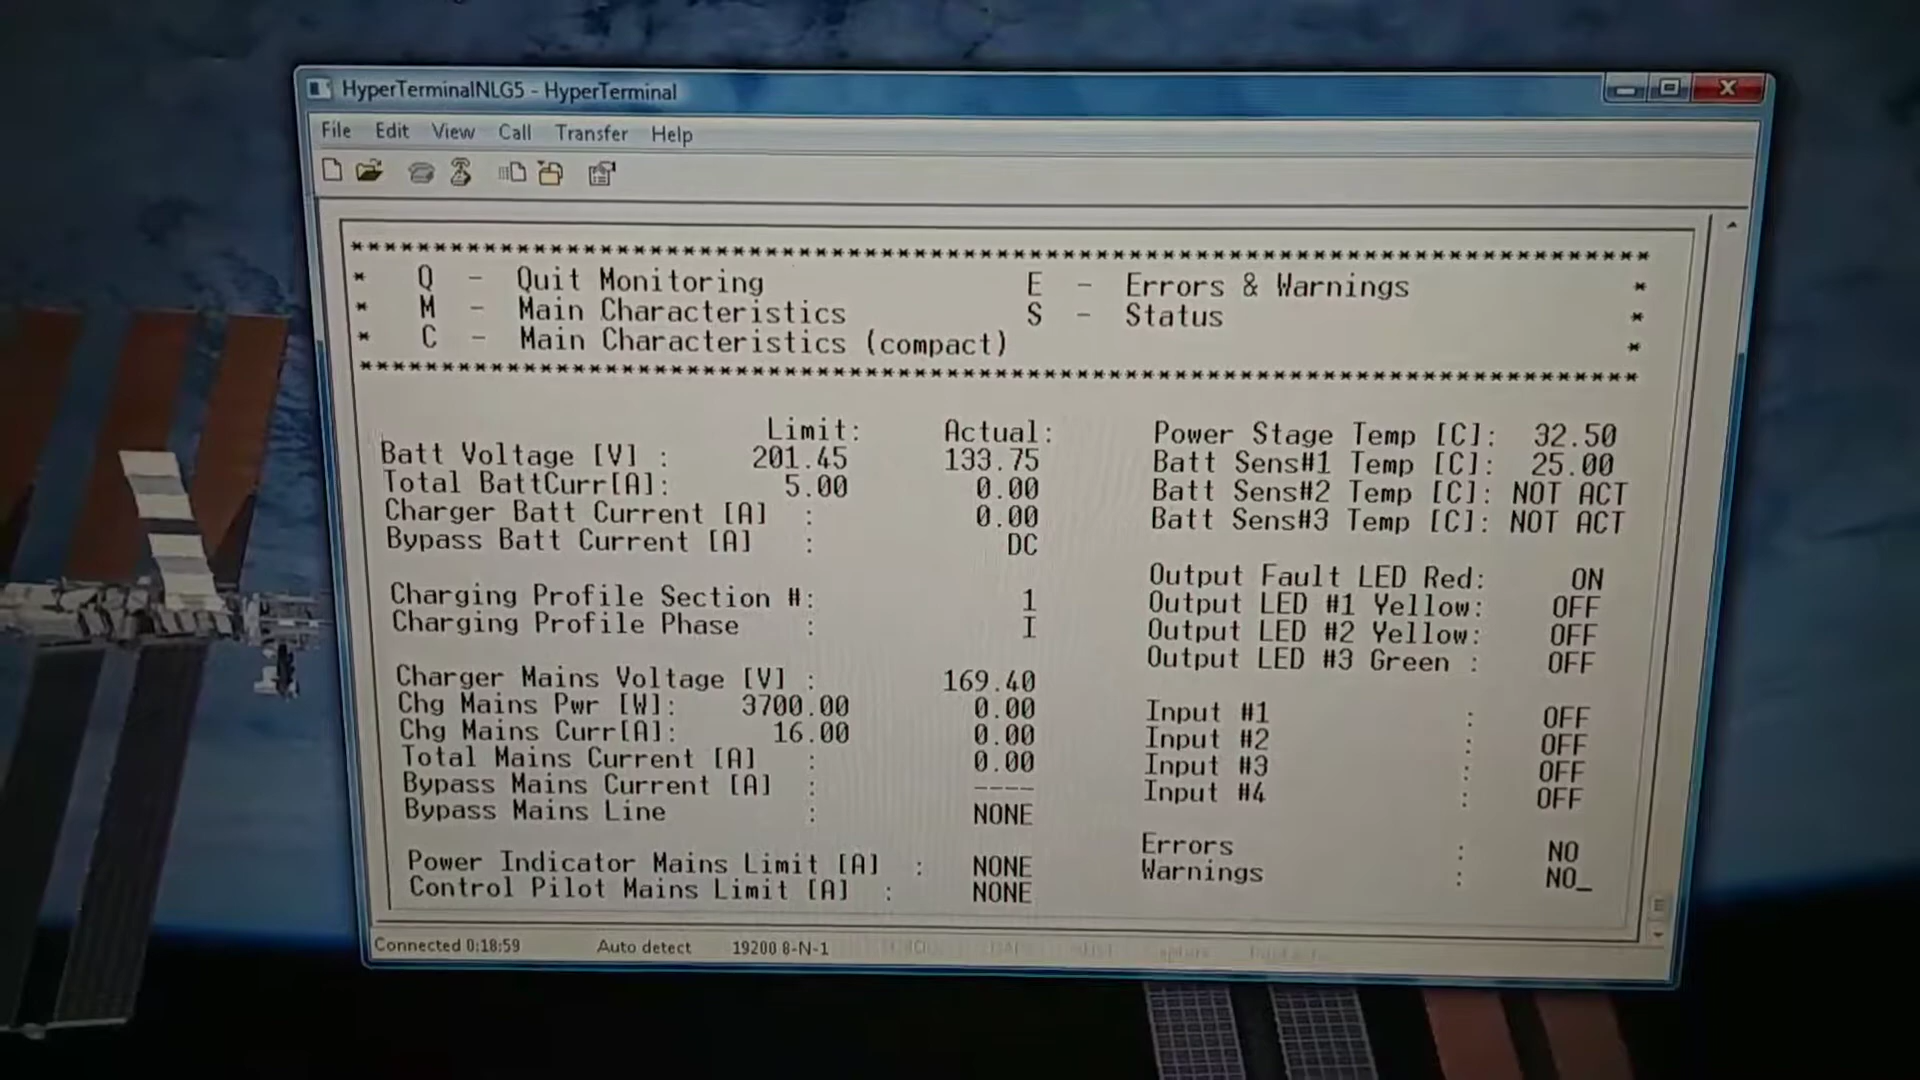 HyperTerminalNLG5 - HyperTerminal
File Edit View Call Transfer Help
********************************************************************************
* Q - Quit Monitoring E - Errors & Warnings *
* M - Main Characteristics S - Status *
* C - Main Characteristics (compact) *
********************************************************************************
Limit: Actual: Power Stage Temp [C]: 32.50
Batt Voltage [V] : 201.45 133.75 Batt Sens#1 Temp [C]: 25.00
Total BattCurr[A]: 5.00 0.00 Batt Sens#2 Temp [C]: NOT ACT
Charger Batt Current [A] : 0.00 Batt Sens#3 Temp [C]: NOT ACT
Bypass Batt Current [A] : DC
Output Fault LED Red: ON
Charging Profile Section #: 1 Output LED #1 Yellow: OFF
Charging Profile Phase : I Output LED #2 Yellow: OFF
Output LED #3 Green : OFF
Charger Mains Voltage [V] : 169.40
Chg Mains Pwr [W]: 3700.00 0.00 Input #1 : OFF
Chg Mains Curr[A]: 16.00 0.00 Input #2 : OFF
Total Mains Current [A] : 0.00 Input #3 : OFF
Bypass Mains Current [A] : ---- Input #4 : OFF
Bypass Mains Line : NONE
Errors : NO
Power Indicator Mains Limit [A] : NONE Warnings : NO_
Control Pilot Mains Limit [A] : NONE
Connected 0:18:59 Auto detect 19200 8-N-1